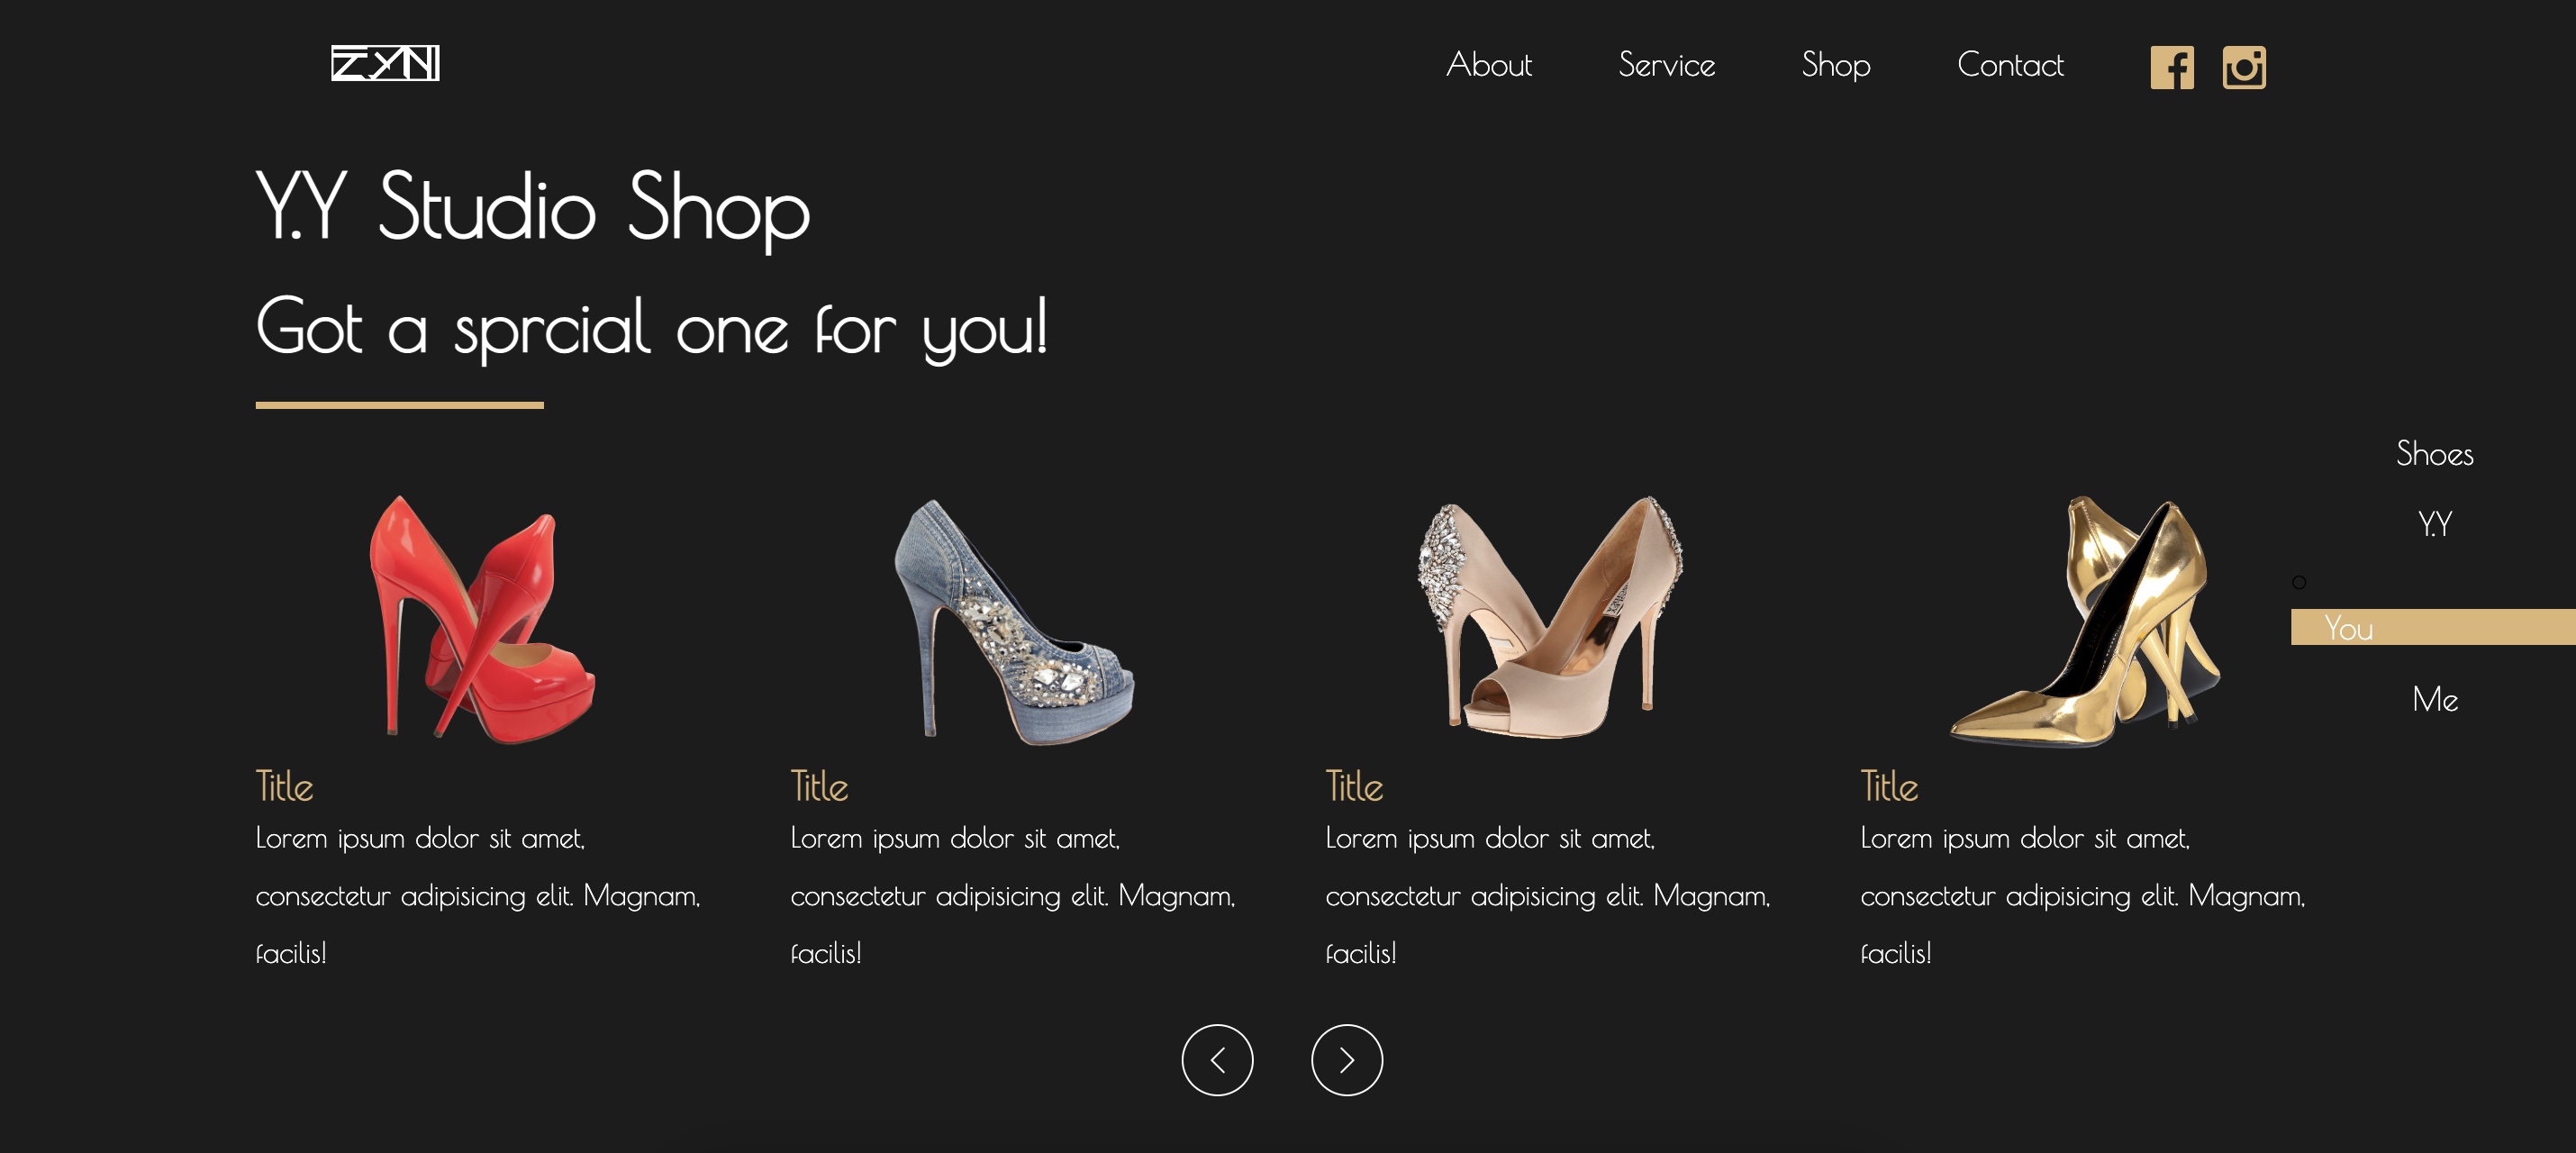 About Service Shop Contact
Y.Y Studio Shop
Got a sprcial one for you!
Shoes
Y.Y
You
Me
Title
Lorem ipsum dolor sit amet,
consectetur adipisicing elit. Magnam,
facilis!
Title
Lorem ipsum dolor sit amet,
consectetur adipisicing elit. Magnam,
facilis!
Title
Lorem ipsum dolor sit amet,
consectetur adipisicing elit. Magnam,
facilis!
Title
Lorem ipsum dolor sit amet,
consectetur adipisicing elit. Magnam,
facilis!